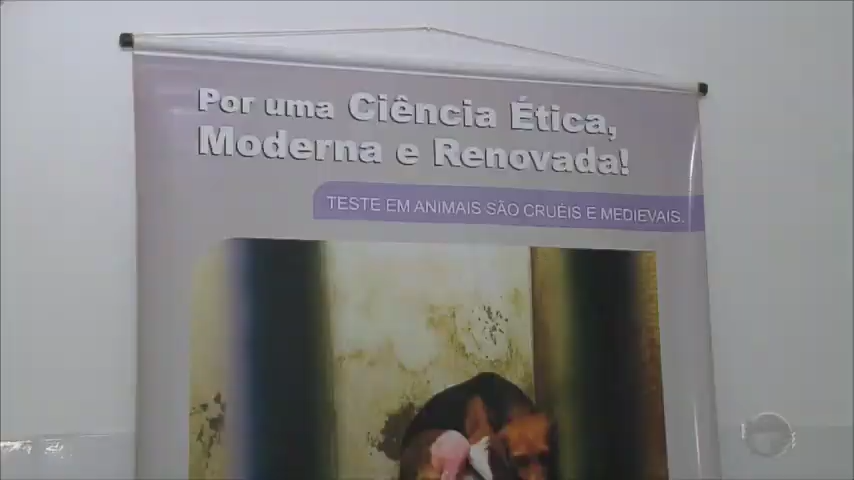 Por uma Ciência Ética,
Moderna e Renovada!
TESTE EM ANIMAIS SÃO CRUÉIS E MEDIEVAIS.